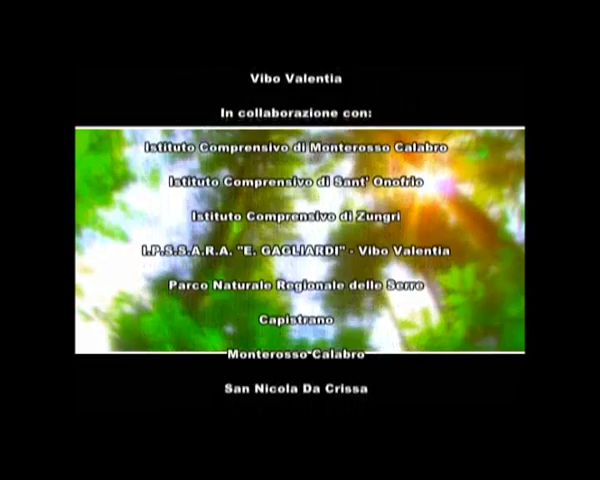 Vibo Valentia
In collaborazione con:
Istituto Comprensivo di Monterosso Calabro
Istituto Comprensivo di Sant' Onofrio
Istituto Comprensivo di Zungri
I.P.S.S.A.R.A. "E. GAGLIARDI" - Vibo Valentia
Parco Naturale Regionale delle Serre
Capistrano
Monterosso Calabro
San Nicola Da Crissa